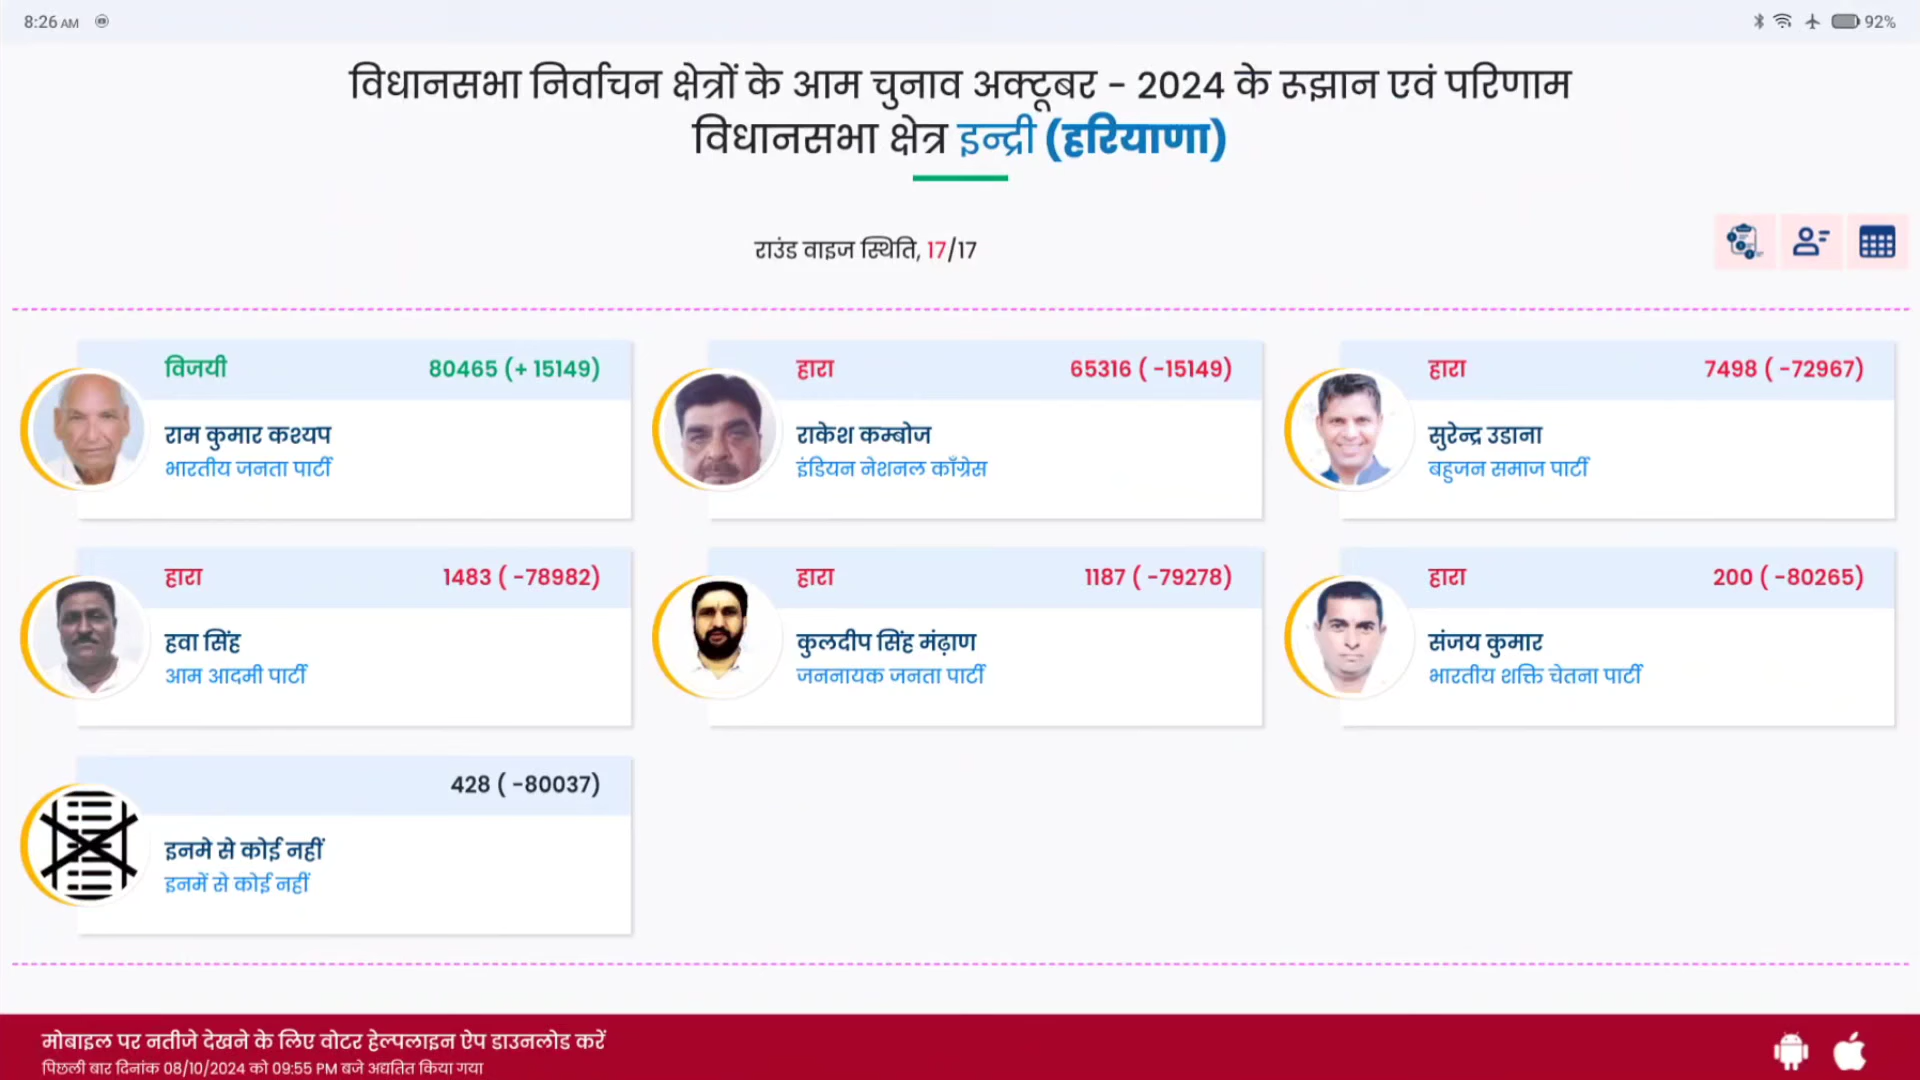 8:26 AM
92%
विधानसभा निर्वाचन क्षेत्रों के आम चुनाव अक्टूबर - 2024 के रूझान एवं परिणाम
विधानसभा क्षेत्र इन्द्री (हरियाणा)
राउंड वाइज स्थिति, 17/17
विजयी 80465 (+ 15149)
राम कुमार कश्यप
भारतीय जनता पार्टी
हारा 65316 ( -15149)
राकेश कम्बोज
इंडियन नेशनल काँग्रेस
हारा 7498 ( -72967)
सुरेन्द्र उडाना
बहुजन समाज पार्टी
हारा 1483 ( -78982)
हवा सिंह
आम आदमी पार्टी
हारा 1187 ( -79278)
कुलदीप सिंह मंढ़ाण
जननायक जनता पार्टी
हारा 200 ( -80265)
संजय कुमार
भारतीय शक्ति चेतना पार्टी
428 ( -80037)
इनमे से कोई नहीं
इनमें से कोई नहीं
मोबाइल पर नतीजे देखने के लिए वोटर हेल्पलाइन ऐप डाउनलोड करें
पिछली बार दिनांक 08/10/2024 को 09:55 PM बजे अद्यतित किया गया